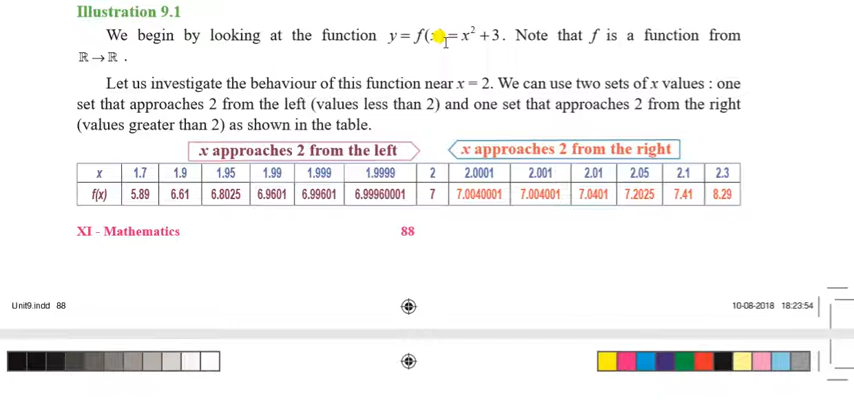 Illustration 9.1
We begin by looking at the function y = f(x) = x² + 3. Note that f is a function from
ℝ → ℝ .
Let us investigate the behaviour of this function near x = 2. We can use two sets of x values : one
set that approaches 2 from the left (values less than 2) and one set that approaches 2 from the right
(values greater than 2) as shown in the table.
x approaches 2 from the left x approaches 2 from the right
x 1.7 1.9 1.95 1.99 1.999 1.9999 2 2.0001 2.001 2.01 2.05 2.1 2.3
f(x) 5.89 6.61 6.8025 6.9601 6.99601 6.99960001 7 7.0040001 7.004001 7.0401 7.2025 7.41 8.29
XI - Mathematics 88
Unit9.indd 88 10-08-2018 18:23:54